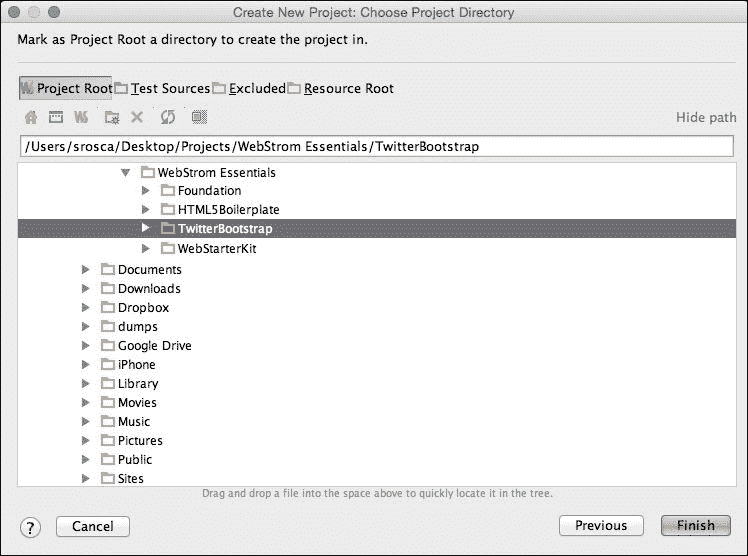 Create New Project: Choose Project Directory
Mark as Project Root a directory to create the project in.
Project Root Test Sources Excluded Resource Root
Hide path
/Users/srosca/Desktop/Projects/WebStrom Essentials/TwitterBootstrap
WebStrom Essentials
Foundation
HTML5Boilerplate
TwitterBootstrap
WebStarterKit
Documents
Downloads
Dropbox
dumps
Google Drive
iPhone
Library
Movies
Music
Pictures
Public
Sites
Drag and drop a file into the space above to quickly locate it in the tree.
? Cancel Previous Finish